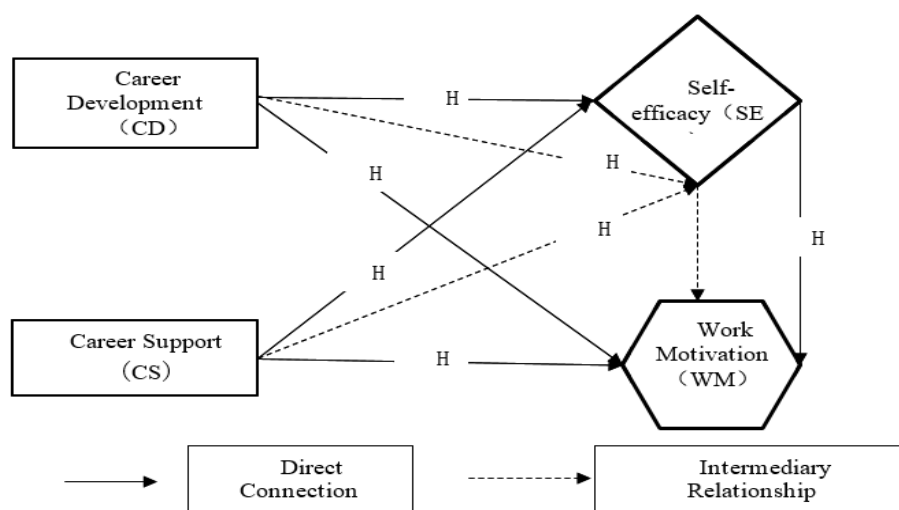 Career
Development
（CD）
H
Self-
efficacy（SE
H
H
H
H
H
Career Support
（CS）
H
Work
Motivation
（WM）
Direct
Connection
Intermediary
Relationship